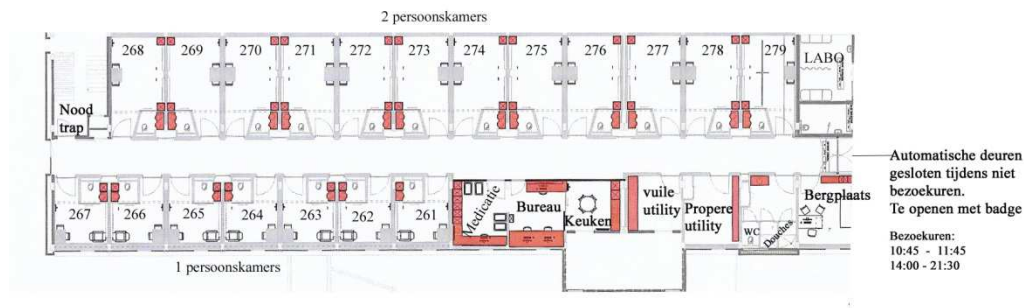 2 persoonskamers
268 269 270 271 272 273 274 275 276 277 278 279
LABO
Nood
trap
Automatische deuren
gesloten tijdens niet
bezoekuren.
Te openen met badge
Bezoekuren:
10:45 - 11:45
14:00 - 21:30
267 266 265 264 263 262 261
Medicatie
Bureau
Keuken
vuile
utility
Propere
utility
WC
Douches
Bergplaats
1 persoonskamers